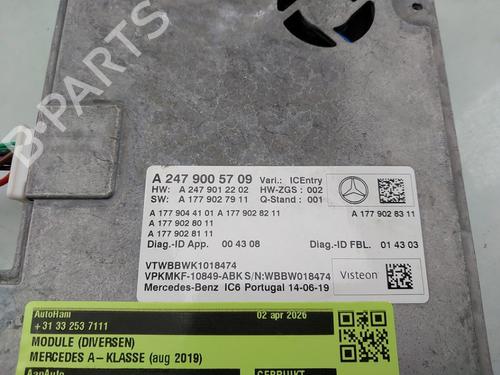 A 247 900 57 09 Vari.: ICEntry
HW: A 247 901 22 02 HW-ZGS : 002
SW: A 177 902 79 11 Q-Stand : 001
A 177 904 41 01 A 177 902 82 11
A 177 902 80 11
A 177 902 81 11
A 177 902 83 11
Diag.-ID App. 00 43 08 Diag.-ID FBL. 01 43 03
VTWBBWK1018474
VPKMKF-10849-ABK S/N:WBBW018474
Mercedes-Benz IC6 Portugal 14-06-19
Visteon
AutoHam
+31 33 253 7111
02 apr 2026
MODULE (DIVERSEN)
MERCEDES A-KLASSE (aug 2019)
AanAuto GEBRUIKT
B-PARTS